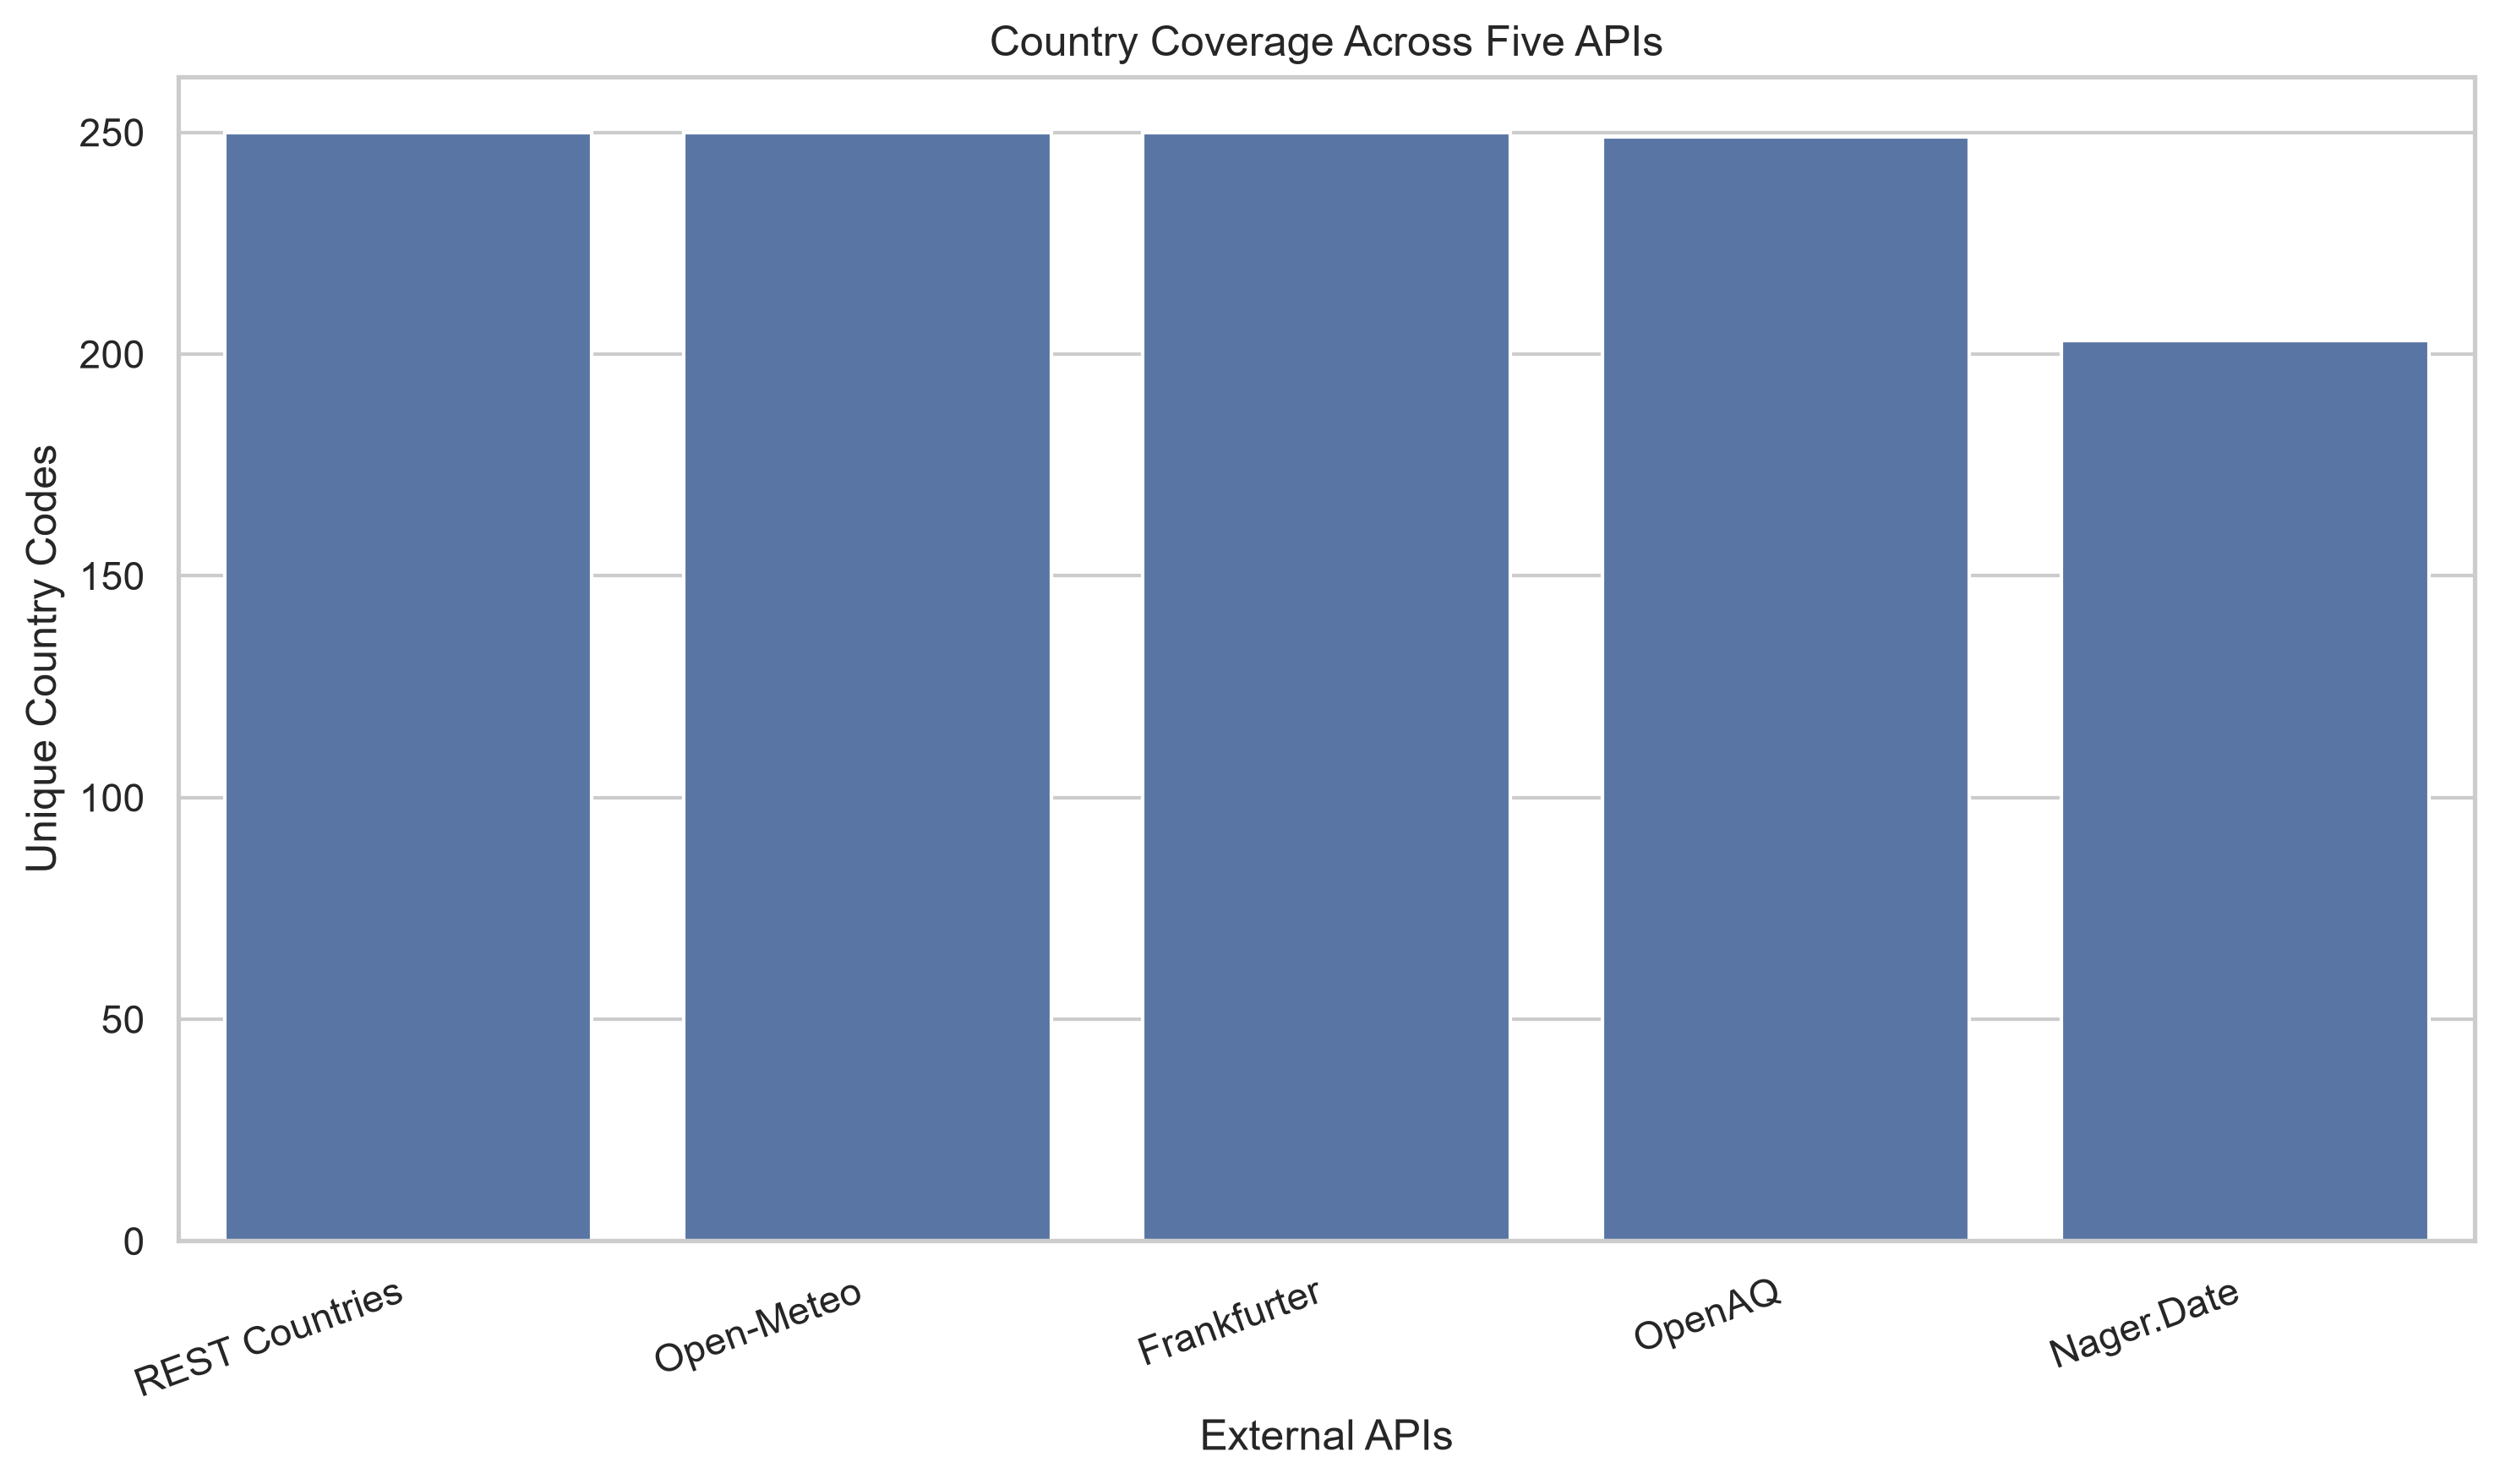 Country Coverage Across Five APIs
250
200
150
100
50
0
Unique Country Codes
REST Countries
Open-Meteo
Frankfurter
OpenAQ
Nager.Date
External APIs